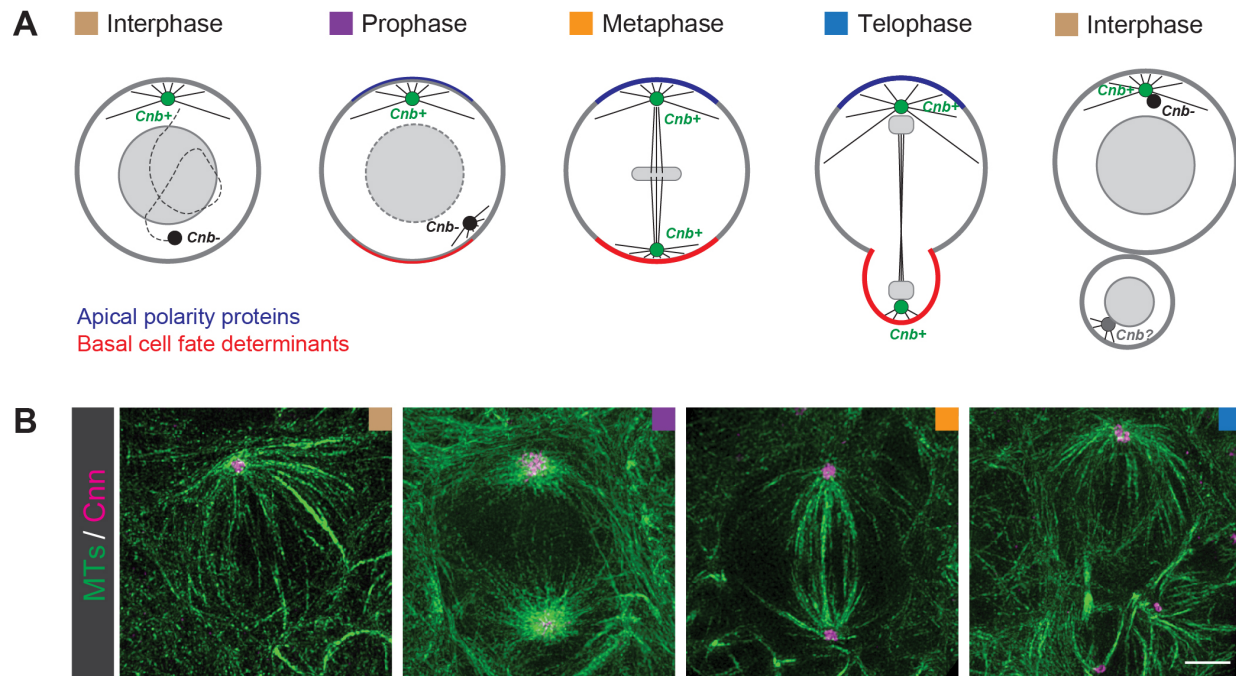 A
Interphase
Prophase
Metaphase
Telophase
Interphase
Cnb+
Cnb-
Cnb+
Cnb-
Cnb+
Cnb+
Cnb+
Cnb+
Cnb+
Cnb-
Cnb?
Apical polarity proteins
Basal cell fate determinants
B
MTs / Cnn